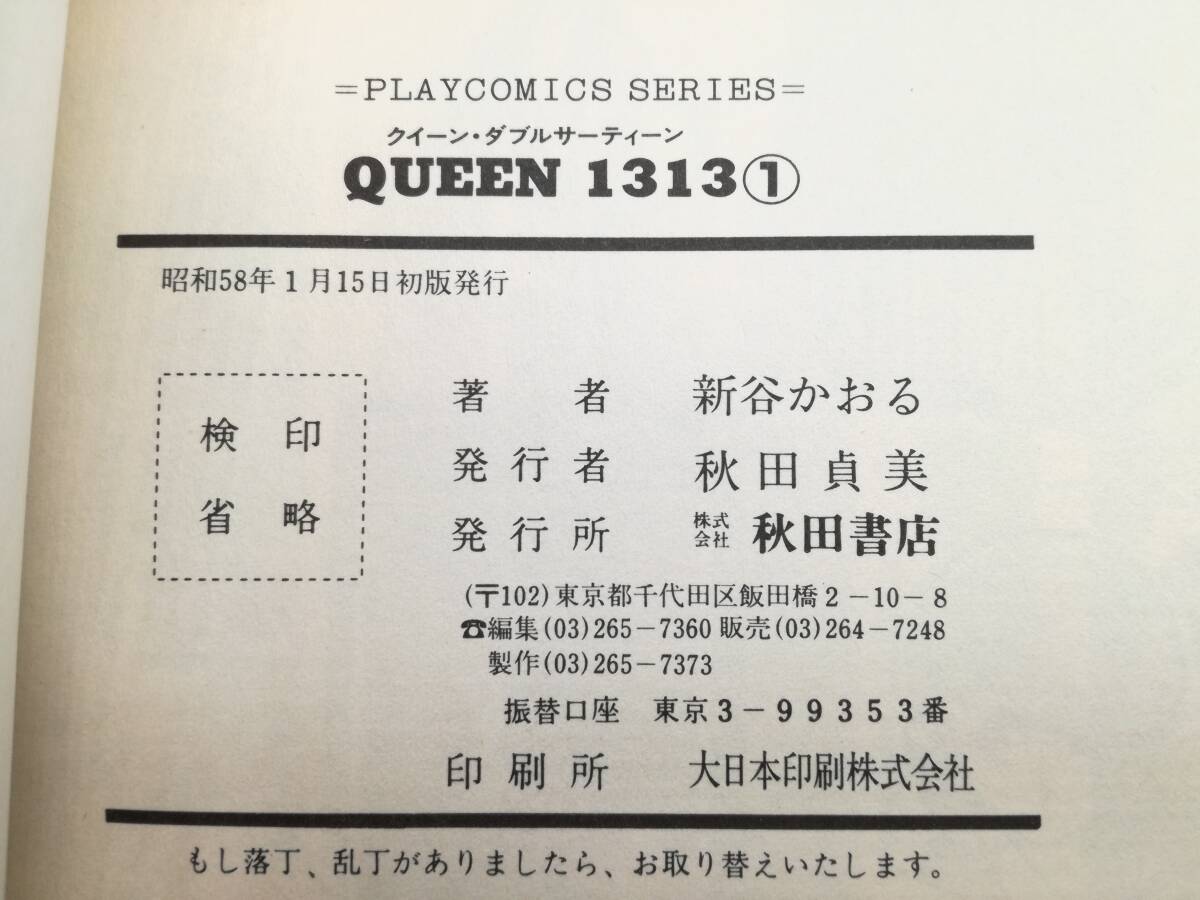 =PLAYCOMICS SERIES=
クイーン・ダブルサーティーン
QUEEN 1313①
昭和58年1月15日初版発行
検印
省略
著者 新谷かおる
発行者 秋田貞美
発行所 株式会社 秋田書店
(〒102)東京都千代田区飯田橋2-10-8
☎編集(03)265-7360販売(03)264-7248
製作(03)265-7373
振替口座 東京3-99353番
印刷所 大日本印刷株式会社
もし落丁、乱丁がありましたら、お取り替えいたします。